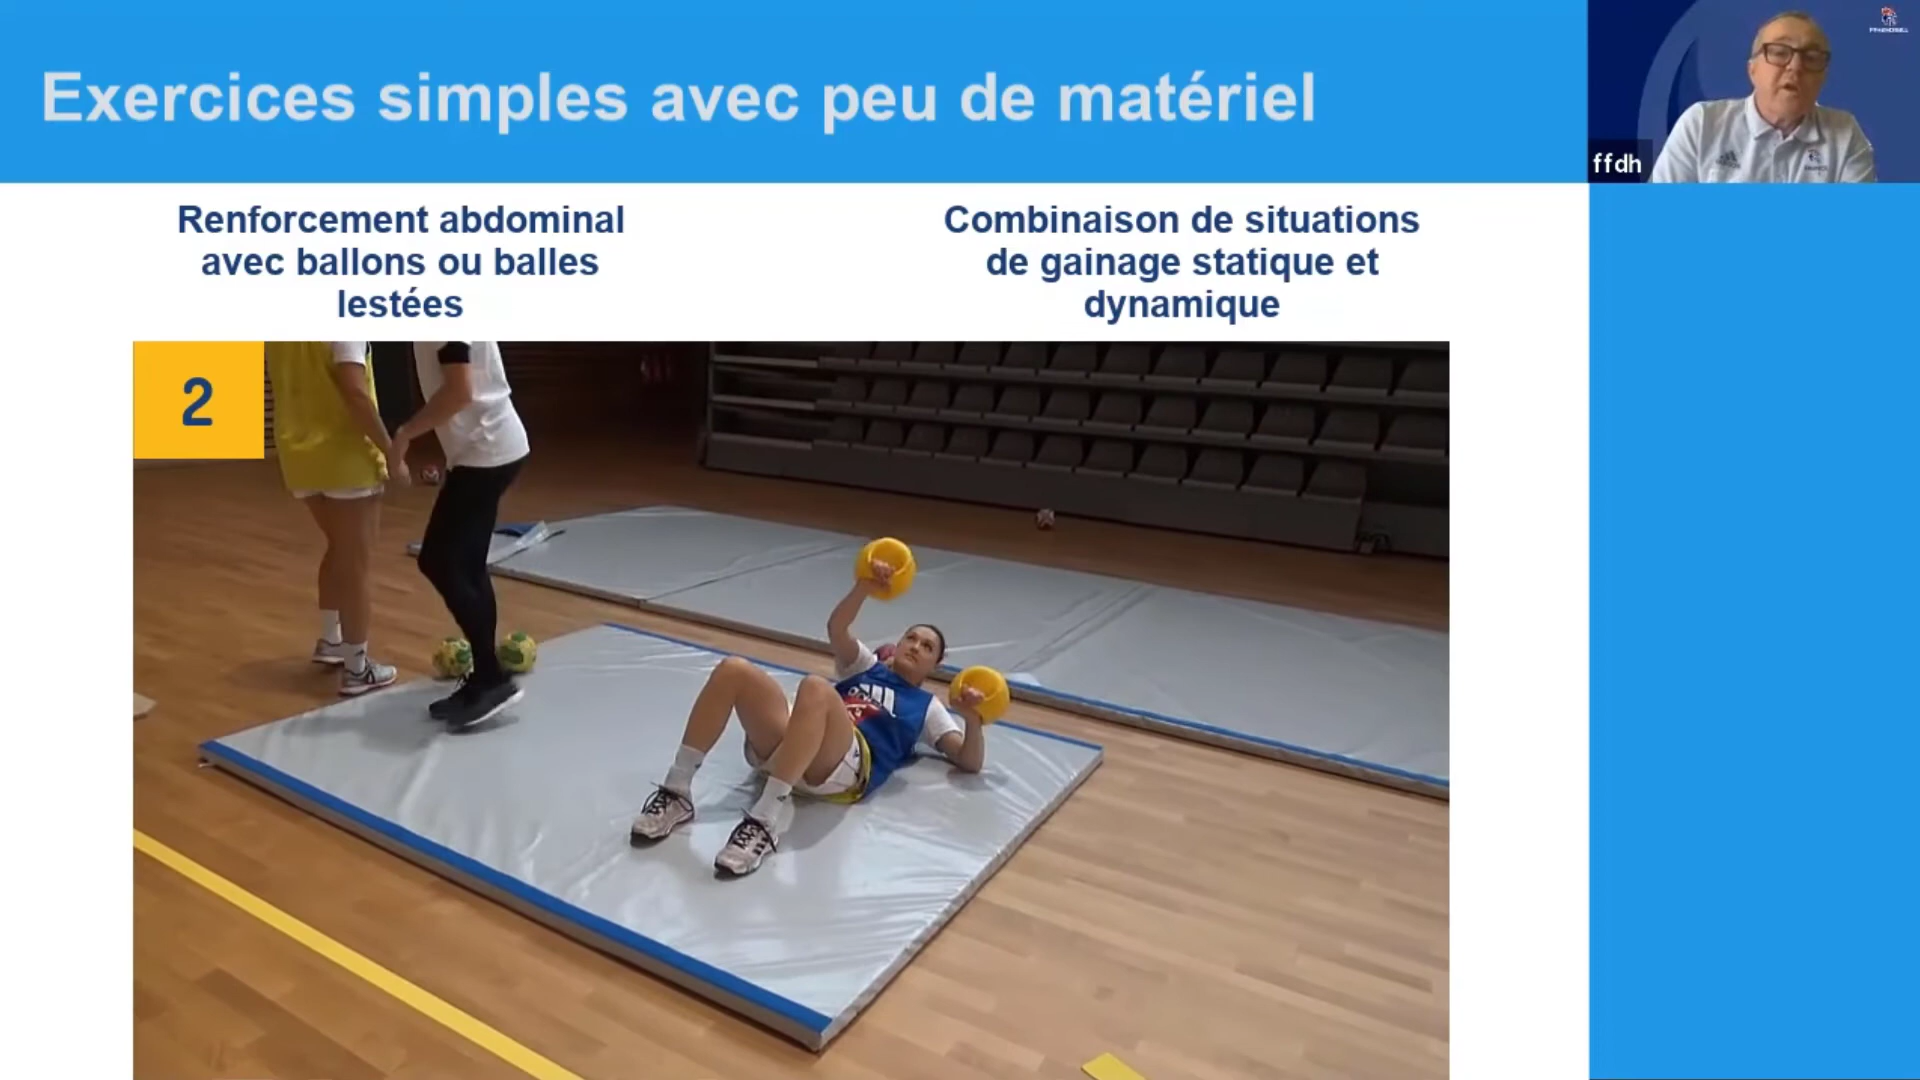 Exercices simples avec peu de matériel
ffdh
Renforcement abdominal
avec ballons ou balles
lestées
Combinaison de situations
de gainage statique et
dynamique
2